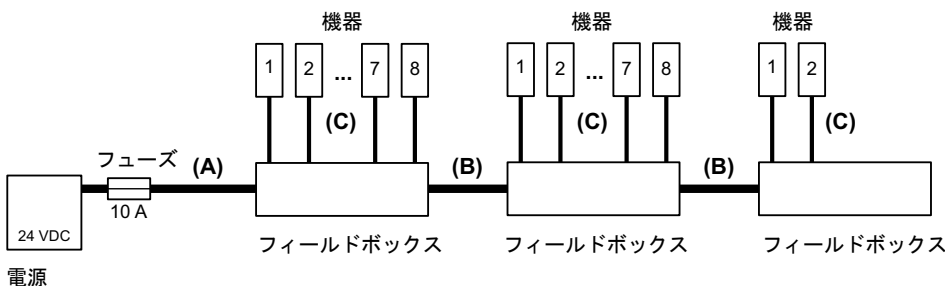 機器 機器 機器
1 2 ... 7 8 1 2 ... 7 8 1 2
(C) (C) (C)
フューズ (A) (B) (B)
10 A
24 VDC
フィールドボックス フィールドボックス フィールドボックス
電源